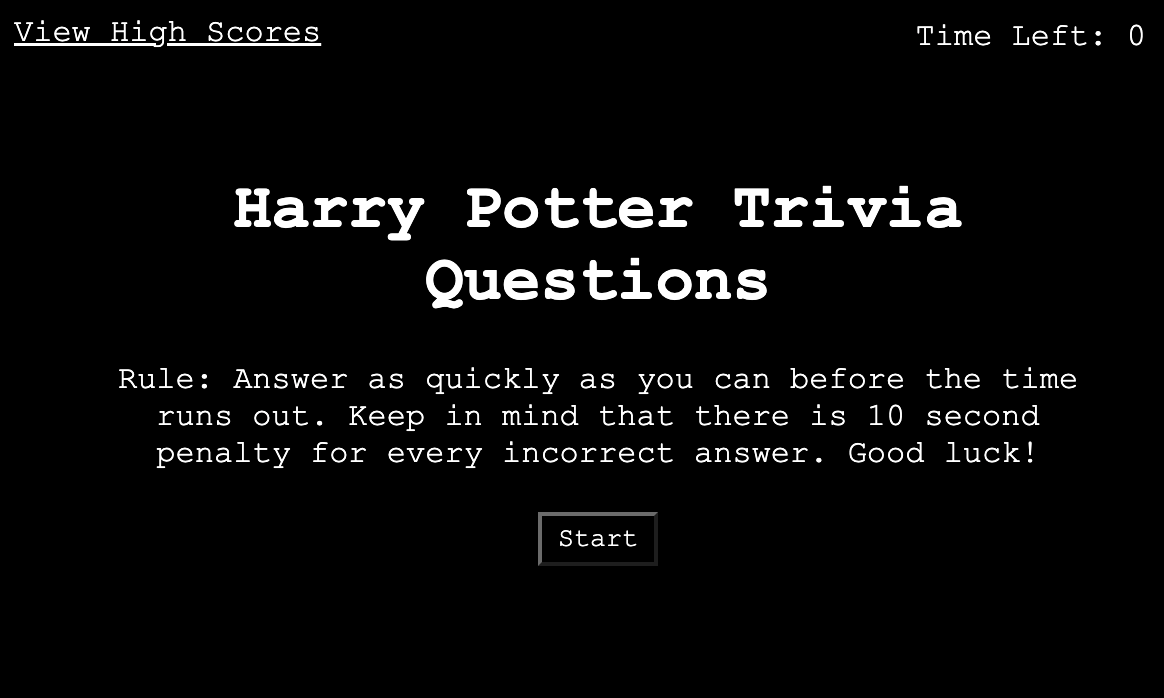 View High Scores
Time Left: 0
Harry Potter Trivia
Questions
Rule: Answer as quickly as you can before the time
runs out. Keep in mind that there is 10 second
penalty for every incorrect answer. Good luck!
Start